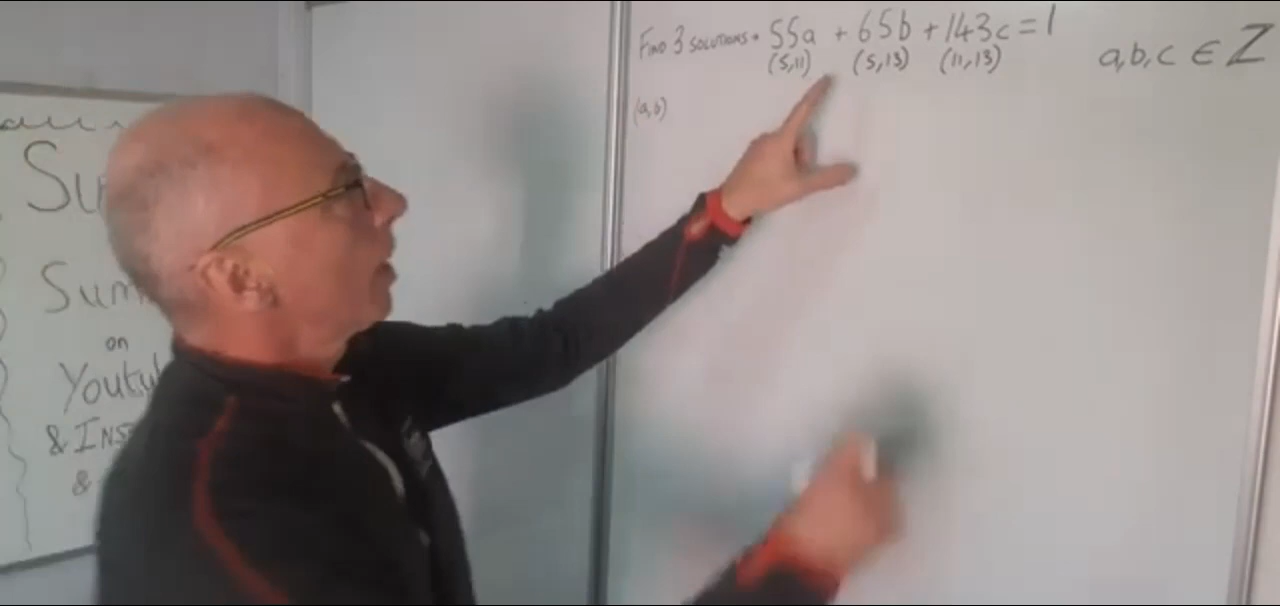 Su
Sum
on
Youtu
& INS
&
FIND 3 SOLUTIONS 55a + 65b + 143c = 1
(5,11) (5,13) (11,13)
a,b,c ∈ Z
(a,b)